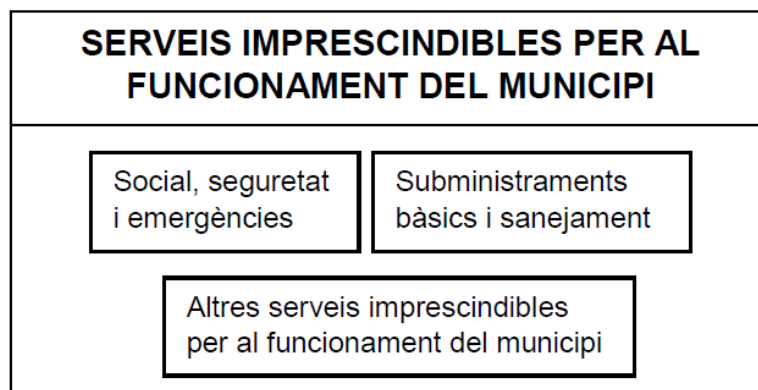 SERVEIS IMPRESCINDIBLES PER AL
FUNCIONAMENT DEL MUNICIPI
Social, seguretat
i emergències
Subministraments
bàsics i sanejament
Altres serveis imprescindibles
per al funcionament del municipi